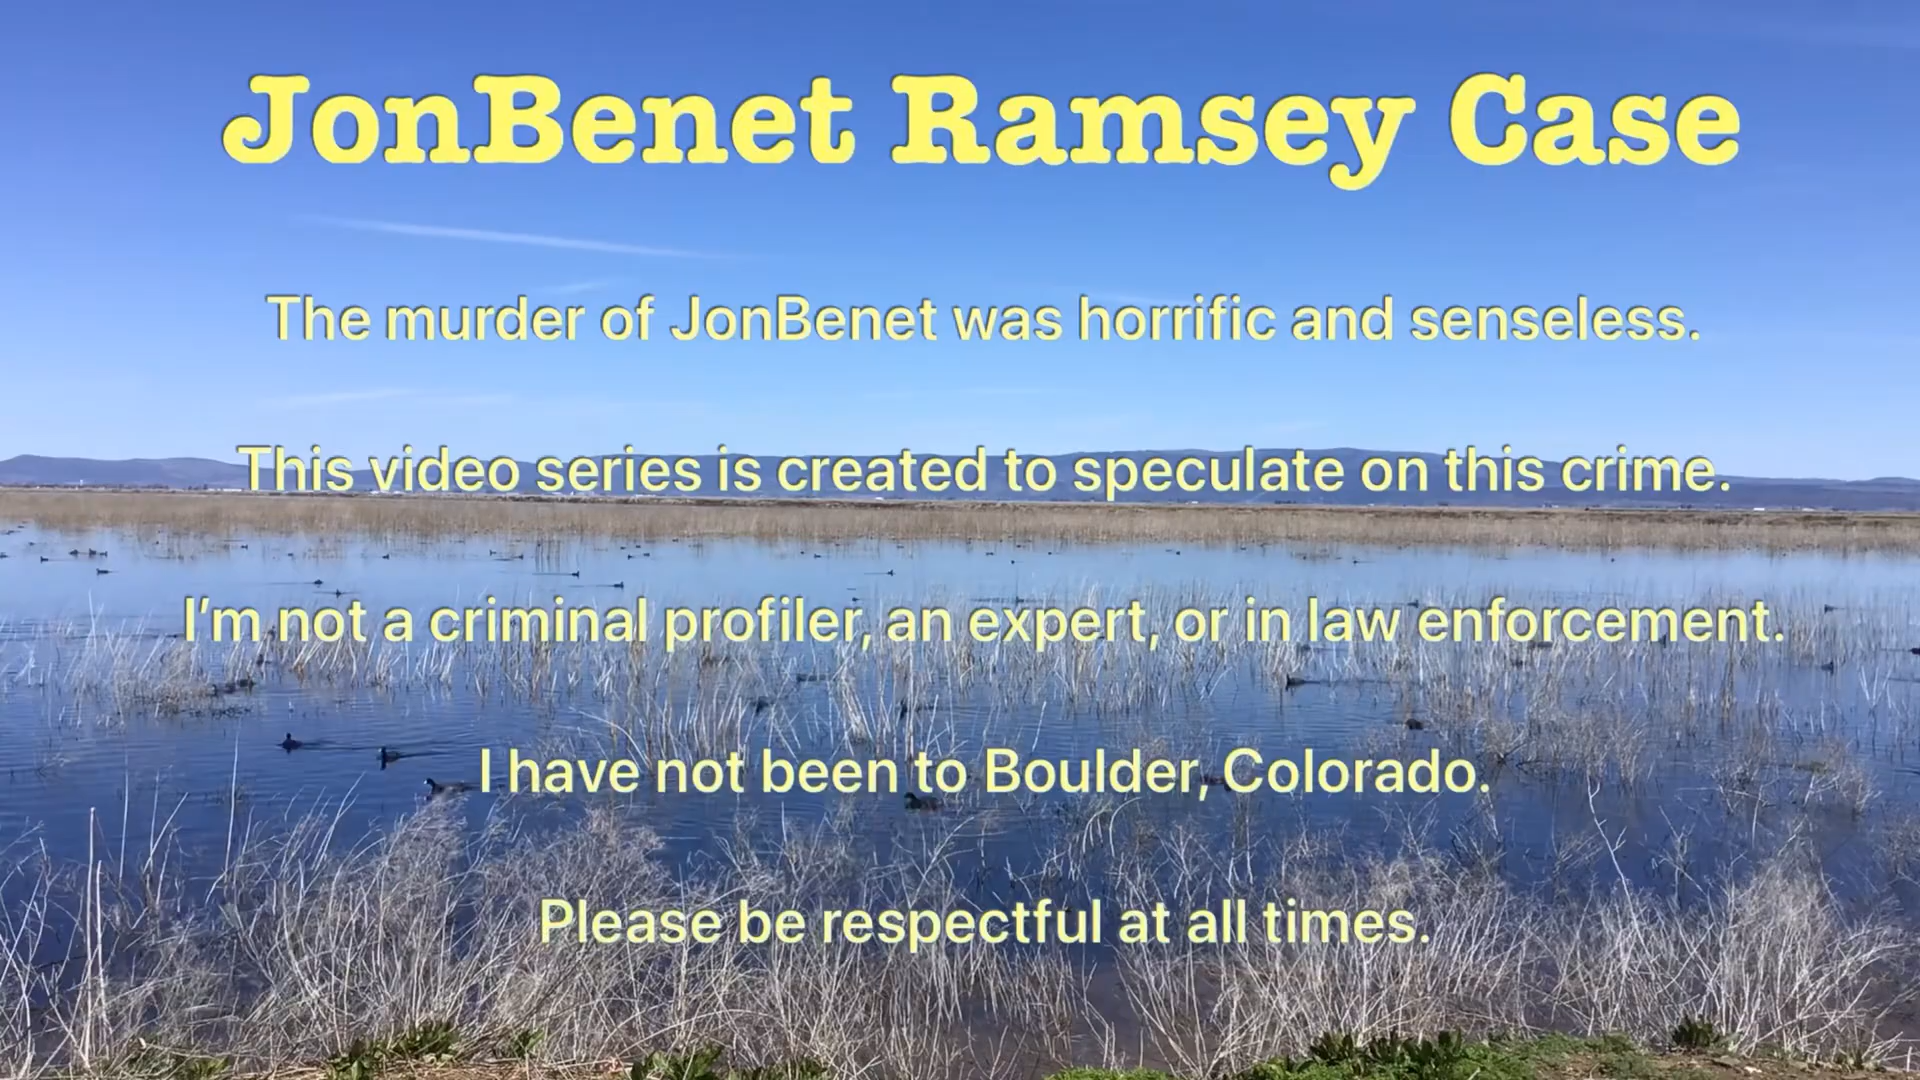 JonBenet Ramsey Case
The murder of JonBenet was horrific and senseless.
This video series is created to speculate on this crime.
I’m not a criminal profiler, an expert, or in law enforcement.
I have not been to Boulder, Colorado.
Please be respectful at all times.